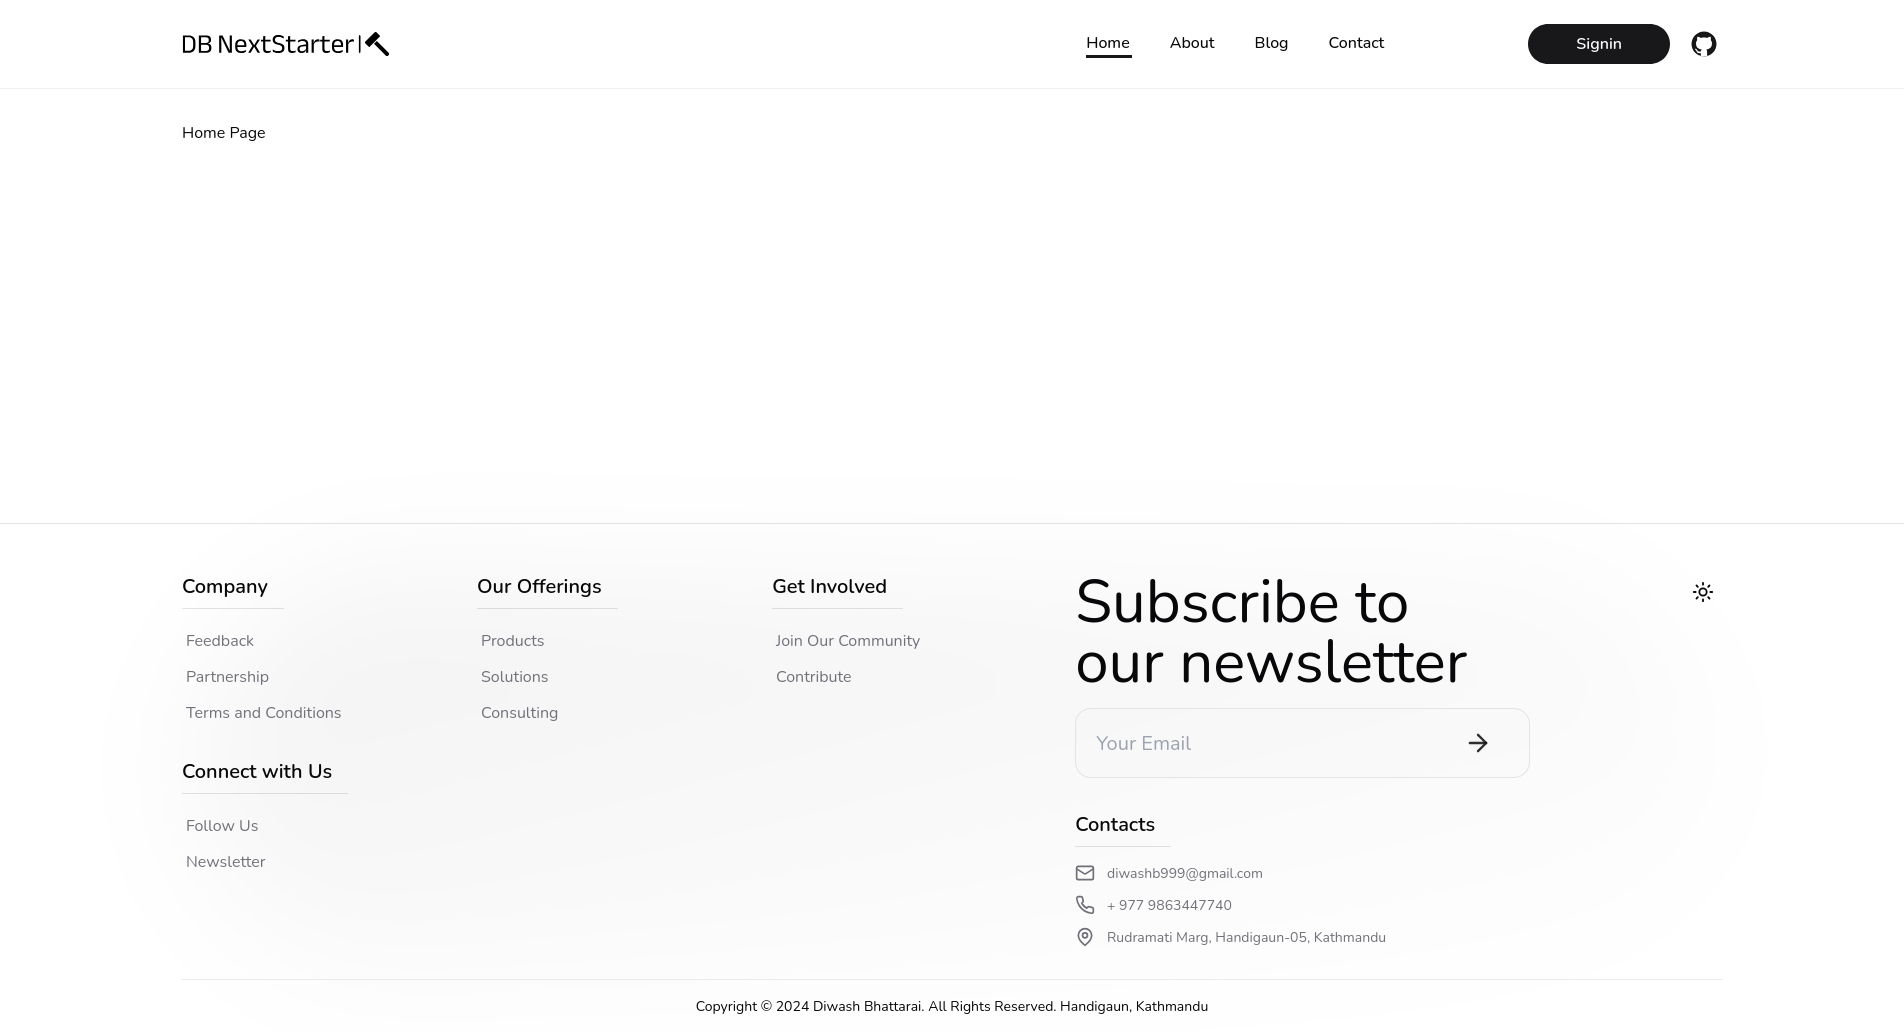 DB NextStarter
Home
About
Blog
Contact
Signin
Home Page
Company
Feedback
Partnership
Terms and Conditions
Connect with Us
Follow Us
Newsletter
Our Offerings
Products
Solutions
Consulting
Get Involved
Join Our Community
Contribute
Subscribe to
our newsletter
Your Email
Contacts
diwashb999@gmail.com
+ 977 9863447740
Rudramati Marg, Handigaun-05, Kathmandu
Copyright © 2024 Diwash Bhattarai. All Rights Reserved. Handigaun, Kathmandu